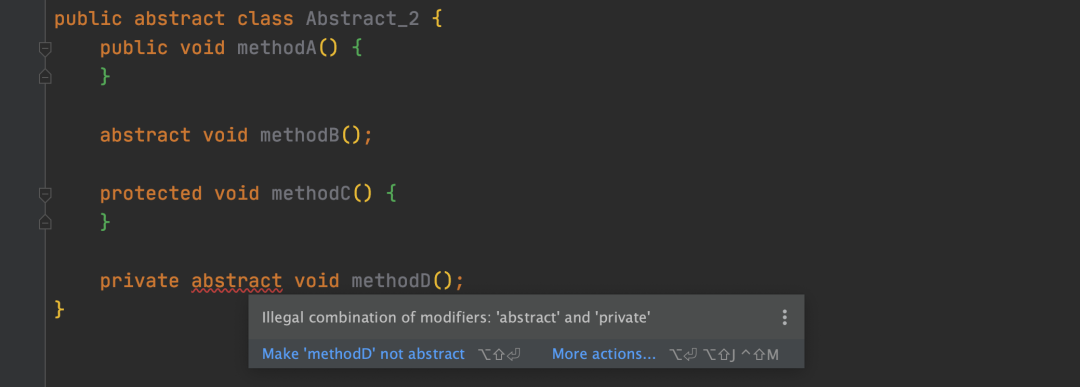 public abstract class Abstract_2 {
public void methodA() {
}
abstract void methodB();
protected void methodC() {
}
private abstract void methodD();
}
Illegal combination of modifiers: 'abstract' and 'private'
Make 'methodD' not abstract ⌥⇧⏎ More actions... ⌥⏎ ⌥⇧J ^⇧M